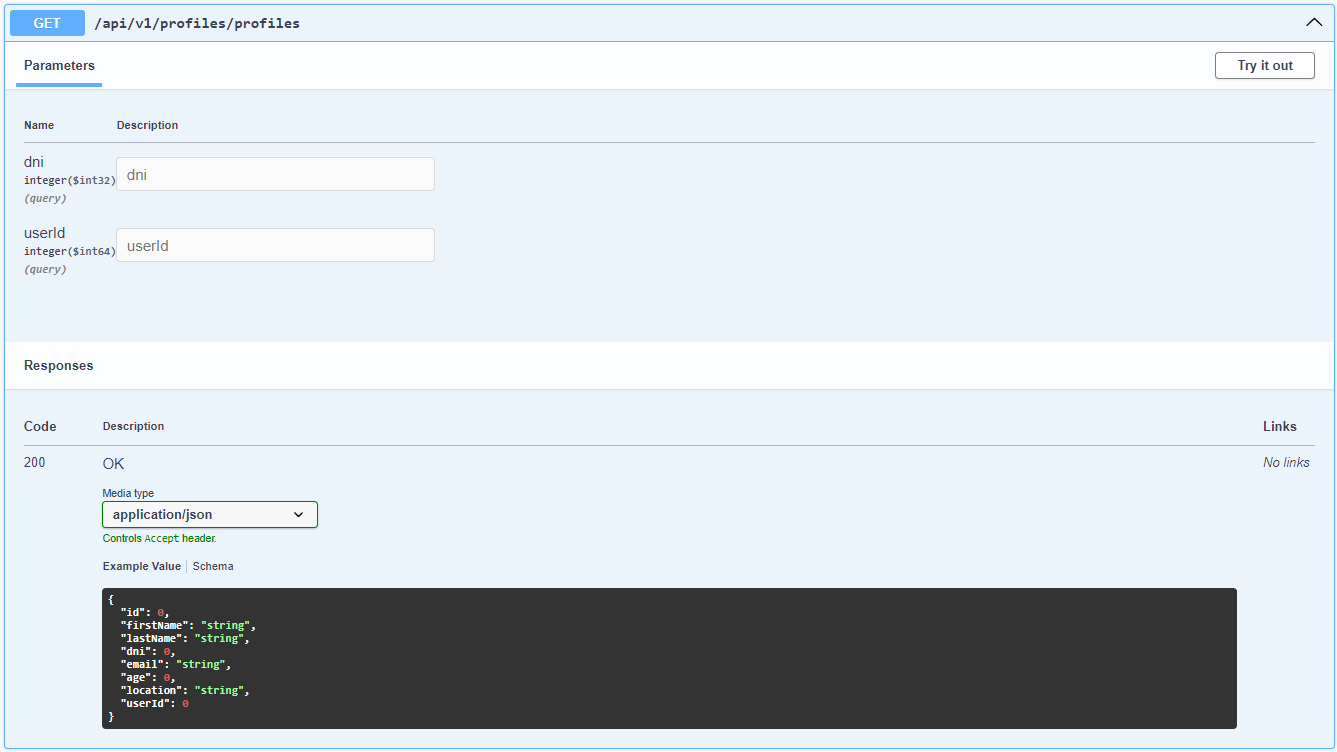 GET /api/v1/profiles/profiles
Parameters Try it out
Name Description
dni
integer($int32)
(query)
dni
userId
integer($int64)
(query)
userId
Responses
Code Description Links
200 OK No links
Media type
application/json
Controls Accept header.
Example Value Schema
{
  "id": 0,
  "firstName": "string",
  "lastName": "string",
  "dni": 0,
  "email": "string",
  "age": 0,
  "location": "string",
  "userId": 0
}